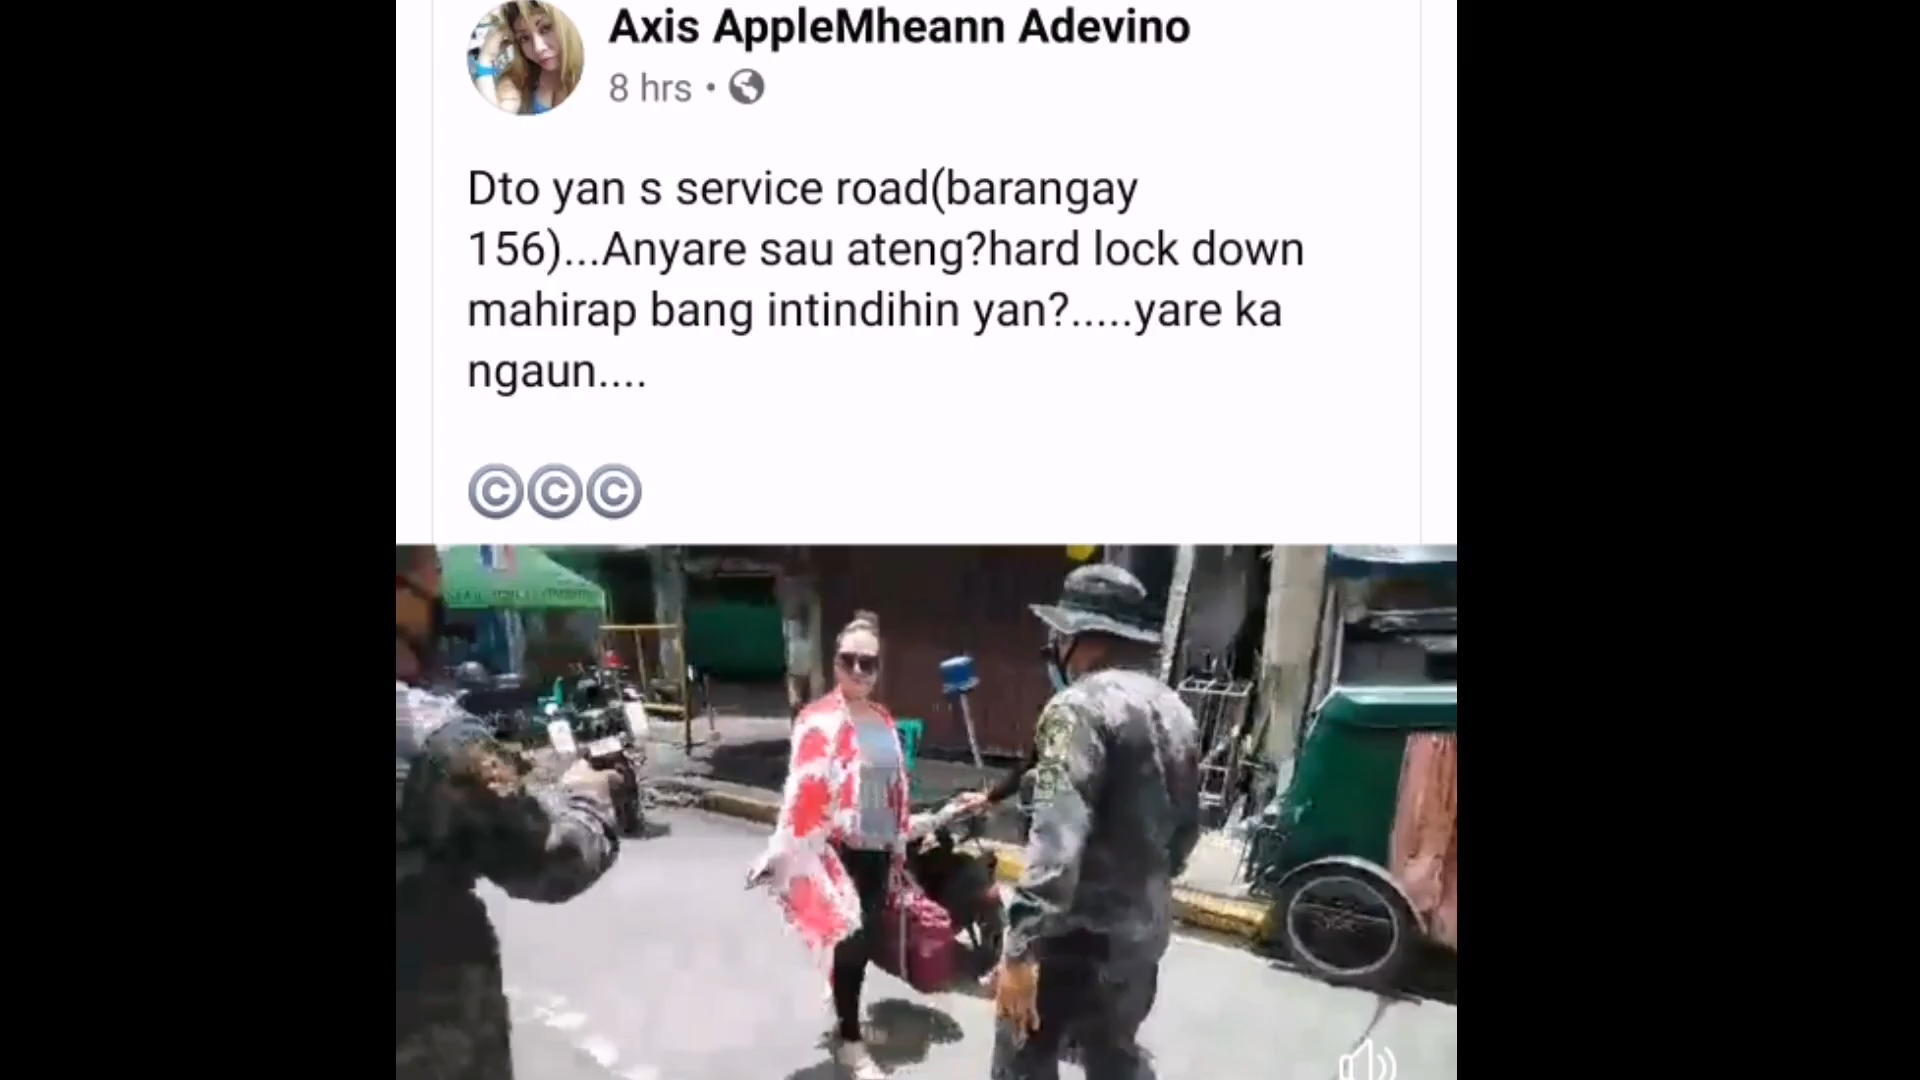 Axis AppleMheann Adevino
8 hrs •
Dto yan s service road(barangay
156)...Anyare sau ateng?hard lock down
mahirap bang intindihin yan?.....yare ka
ngaun....
©©©